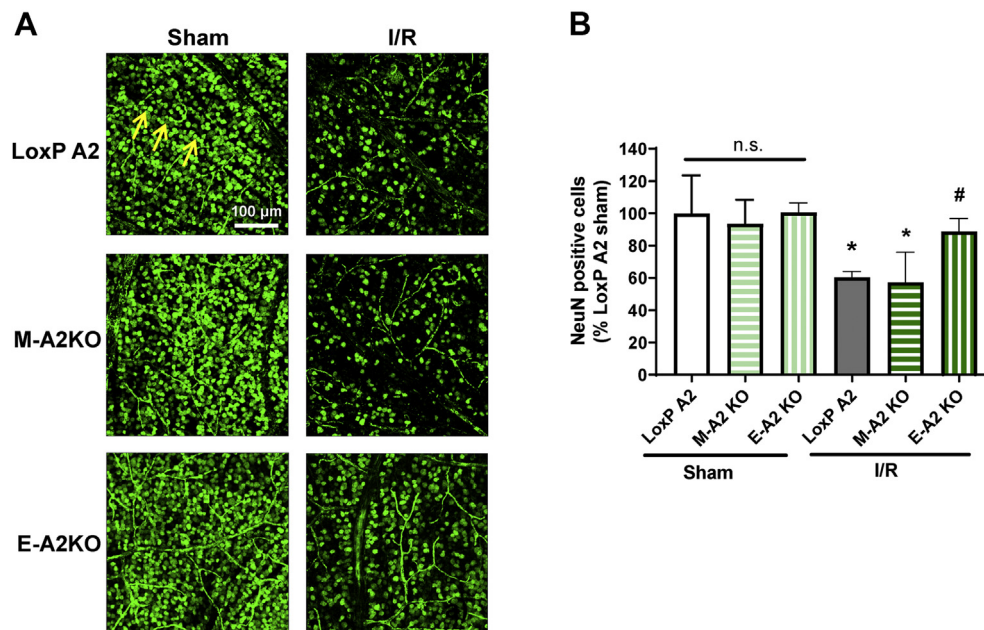 A
Sham
I/R
LoxP A2
100 µm
M-A2KO
E-A2KO
B
NeuN positive cells
(% LoxP A2 sham)
140
120
100
80
60
40
20
0
n.s.
*
*
#
LoxP A2
M-A2 KO
E-A2 KO
LoxP A2
M-A2 KO
E-A2 KO
Sham
I/R